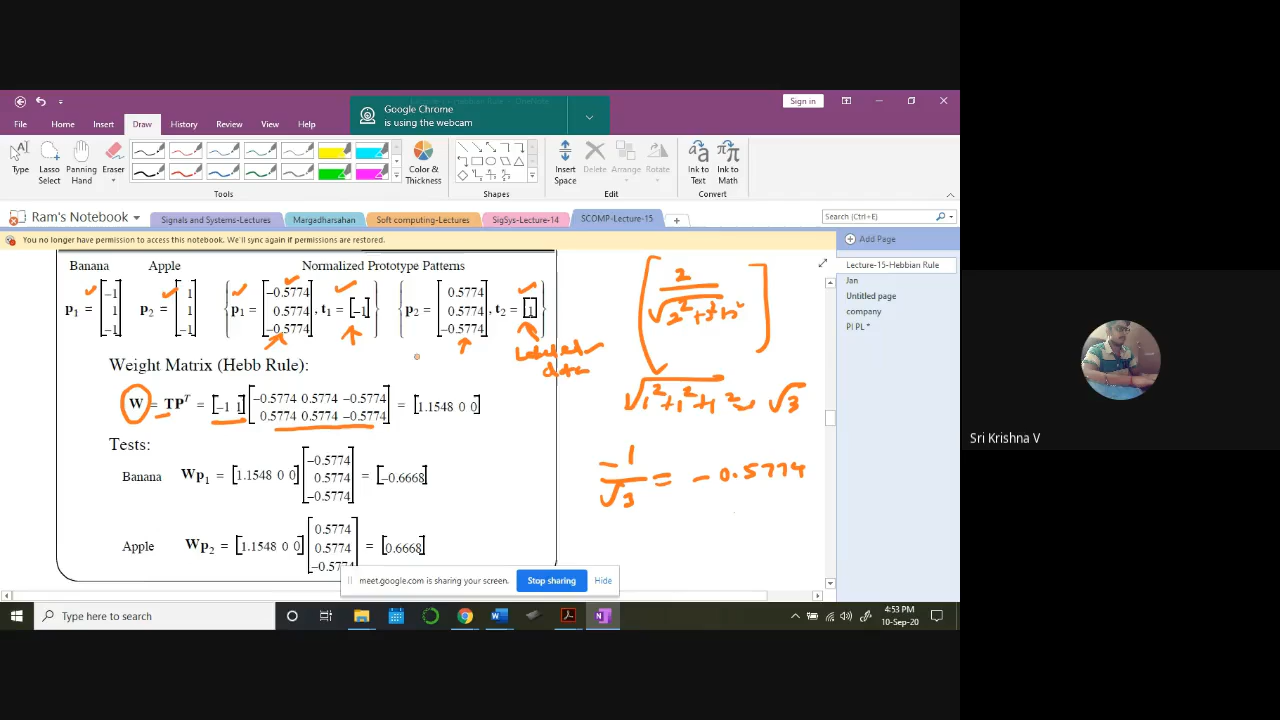 Google Chrome
is using the webcam
Sign in
File Home Insert Draw History Review View Help
Type
Lasso Select
Panning Hand
Eraser
Color & Thickness
Insert Space
Delete
Arrange
Rotate
Ink to Text
Ink to Math
Tools Shapes Edit Convert
Ram's Notebook
Signals and Systems-Lectures
Margadharsahan
Soft computing-Lectures
SigSys-Lecture-14
SCOMP-Lecture-15
Search (Ctrl+E)
You no longer have permission to access this notebook. We'll sync again if permissions are restored.
Add Page
Lecture-15-Hebbian Rule
Jan
Untitled page
company
PI PL *
Banana Apple Normalized Prototype Patterns
p1 = [−1 1 −1] p2 = [1 1 −1] {p1 = [−0.5774 0.5774 −0.5774], t1 = [−1]} {p2 = [0.5774 0.5774 −0.5774], t2 = [1]}
Labelled data
Weight Matrix (Hebb Rule):
W = TP^T = [−1 1] [−0.5774 0.5774 −0.5774
0.5774 0.5774 −0.5774] = [1.1548 0 0]
Tests:
Banana Wp1 = [1.1548 0 0] [−0.5774 0.5774 −0.5774] = [−0.6668]
Apple Wp2 = [1.1548 0 0] [0.5774 0.5774 −0.5774] = [0.6668]
√1²+1²+1² √3
−1/√3 = −0.5774
meet.google.com is sharing your screen. Stop sharing Hide
Type here to search
4:53 PM
10-Sep-20
Sri Krishna V